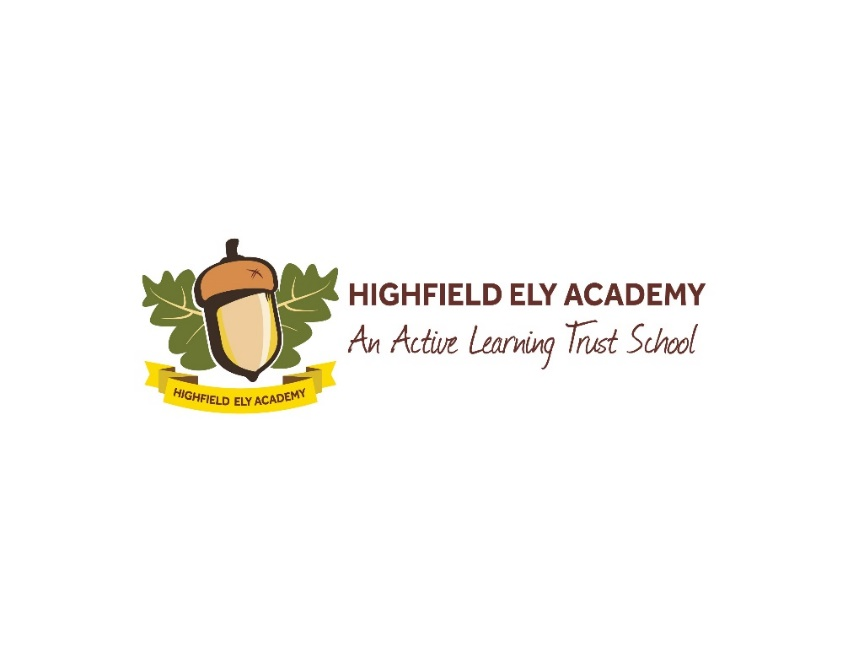 HIGHFIELD ELY ACADEMY
An Active Learning Trust School
HIGHFIELD ELY ACADEMY